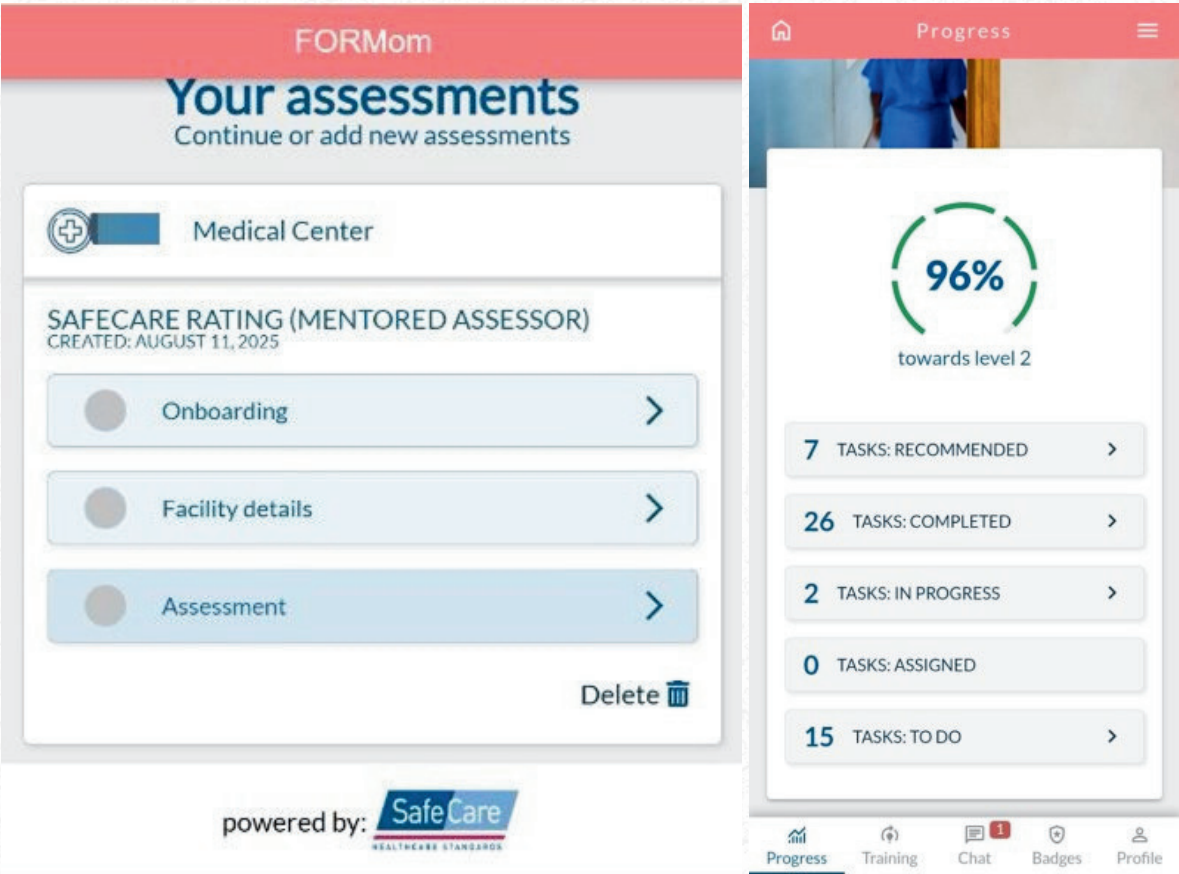 FORMom
Your assessments
Continue or add new assessments
Medical Center
SAFECARE RATING (MENTORED ASSESSOR)
CREATED: AUGUST 11, 2025
Onboarding
Facility details
Assessment
Delete
powered by:
SafeCare
HEALTHCARE STANDARDS
Progress
96%
towards level 2
7 TASKS: RECOMMENDED
26 TASKS: COMPLETED
2 TASKS: IN PROGRESS
0 TASKS: ASSIGNED
15 TASKS: TO DO
1
Progress Training Chat Badges Profile